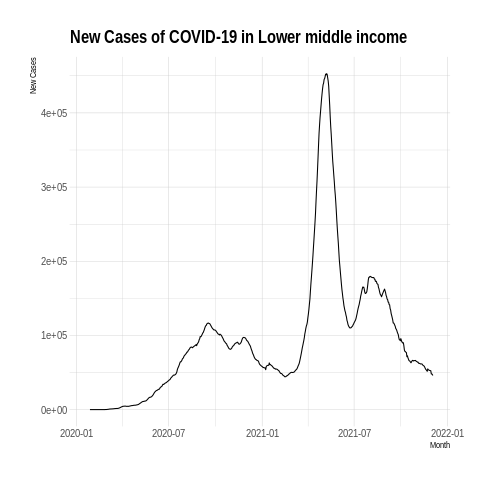 New Cases of COVID-19 in Lower middle income
New Cases
4e+05
3e+05
2e+05
1e+05
0e+00
2020-01 2020-07 2021-01 2021-07 2022-01
Month